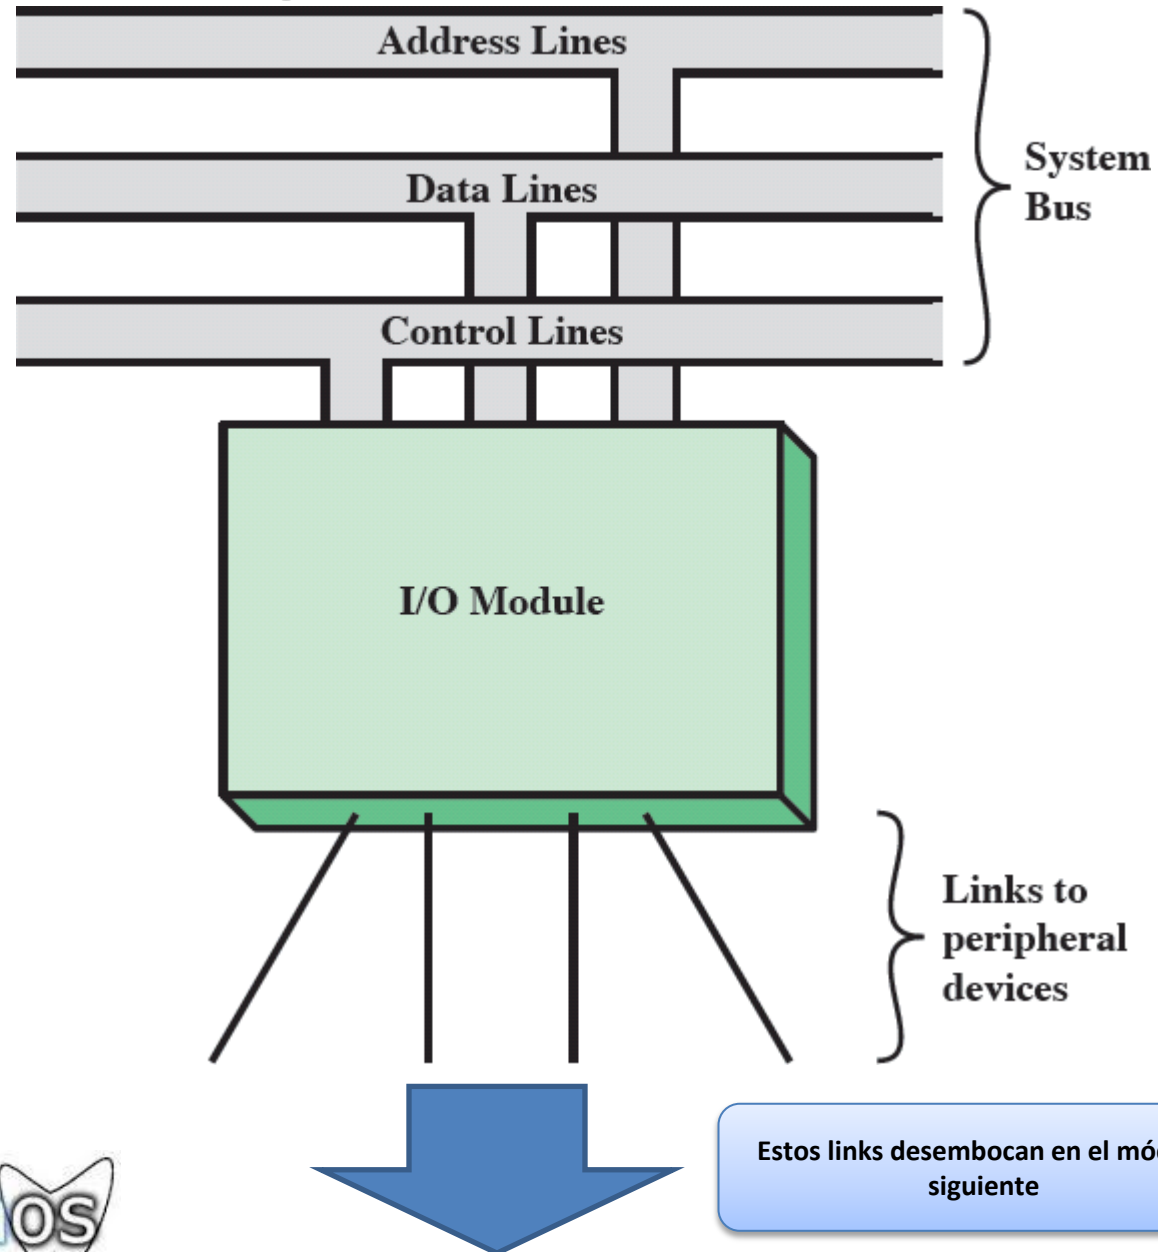 Address Lines
Data Lines
System
Bus
Control Lines
I/O Module
Links to
peripheral
devices
Estos links desembocan en el
siguiente
OS